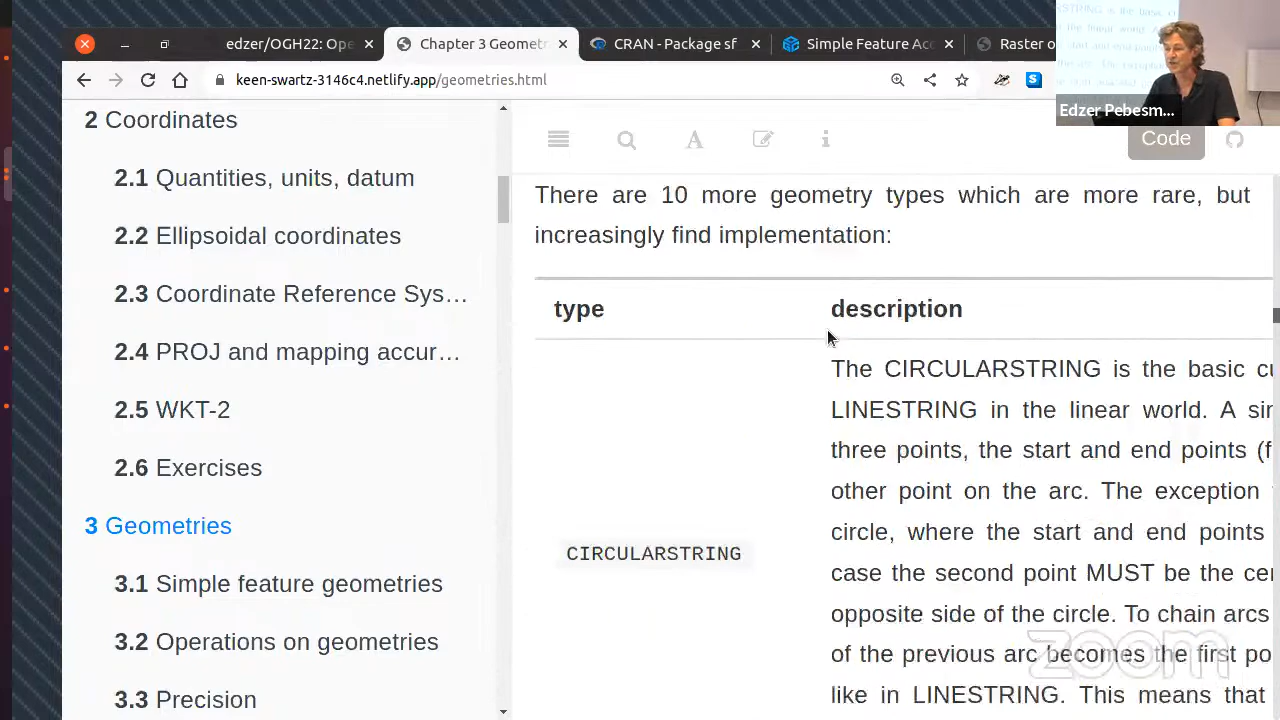 edzer/OGH22: Ope
Chapter 3 Geometr
CRAN - Package sf
Simple Feature Acc
Raster o
keen-swartz-3146c4.netlify.app/geometries.html
Edzer Pebesm...
Code
2 Coordinates
2.1 Quantities, units, datum
2.2 Ellipsoidal coordinates
2.3 Coordinate Reference Sys...
2.4 PROJ and mapping accur...
2.5 WKT-2
2.6 Exercises
3 Geometries
3.1 Simple feature geometries
3.2 Operations on geometries
3.3 Precision
There are 10 more geometry types which are more rare, but
increasingly find implementation:
type description
CIRCULARSTRING
The CIRCULARSTRING is the basic cu
LINESTRING in the linear world. A sin
three points, the start and end points (f
other point on the arc. The exception
circle, where the start and end points
case the second point MUST be the cen
opposite side of the circle. To chain arcs
of the previous arc becomes the first po
like in LINESTRING. This means that
zoom